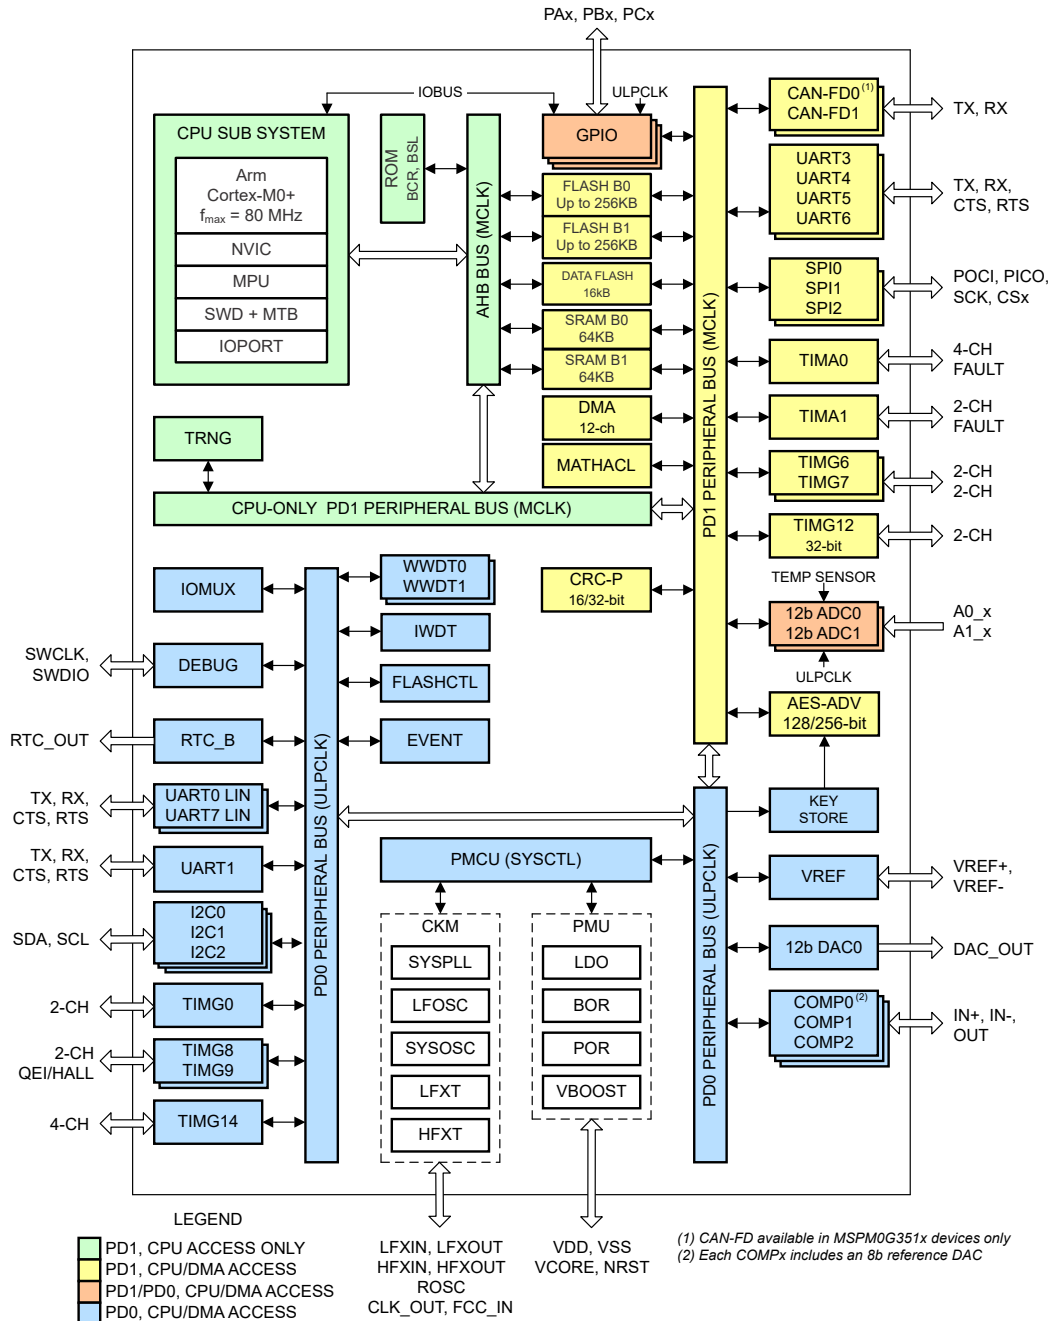 PAx, PBx, PCx
IOBUS
ULPCLK
CPU SUB SYSTEM
Arm
Cortex-M0+
fmax = 80 MHz
NVIC
MPU
SWD + MTB
IOPORT
ROM
BCR, BSL
AHB BUS (MCLK)
GPIO
FLASH B0
Up to 256KB
FLASH B1
Up to 256KB
DATA FLASH
16kB
SRAM B0
64KB
SRAM B1
64KB
DMA
12-ch
MATHACL
CRC-P
16/32-bit
PD1 PERIPHERAL BUS (MCLK)
CAN-FD0(1)
CAN-FD1
TX, RX
UART3
UART4
UART5
UART6
TX, RX,
CTS, RTS
SPI0
SPI1
SPI2
POCI, PICO,
SCK, CSx
TIMA0
4-CH
FAULT
TIMA1
2-CH
FAULT
TIMG6
TIMG7
2-CH
2-CH
TIMG12
32-bit
2-CH
TEMP SENSOR
12b ADC0
12b ADC1
A0_x
A1_x
ULPCLK
AES-ADV
128/256-bit
KEY
STORE
TRNG
CPU-ONLY PD1 PERIPHERAL BUS (MCLK)
IOMUX
SWCLK,
SWDIO
DEBUG
RTC_OUT
RTC_B
TX, RX,
CTS, RTS
UART0 LIN
UART7 LIN
TX, RX,
CTS, RTS
UART1
SDA, SCL
I2C0
I2C1
I2C2
2-CH
TIMG0
2-CH
QEI/HALL
TIMG8
TIMG9
4-CH
TIMG14
PD0 PERIPHERAL BUS (ULPCLK)
WWDT0
WWDT1
IWDT
FLASHCTL
EVENT
PMCU (SYSCTL)
CKM
SYSPLL
LFOSC
SYSOSC
LFXT
HFXT
PMU
LDO
BOR
POR
VBOOST
PD0 PERIPHERAL BUS (ULPCLK)
VREF
VREF+,
VREF-
12b DAC0
DAC_OUT
COMP0(2)
COMP1
COMP2
IN+, IN-,
OUT
LEGEND
PD1, CPU ACCESS ONLY
PD1, CPU/DMA ACCESS
PD1/PD0, CPU/DMA ACCESS
PD0, CPU/DMA ACCESS
LFXIN, LFXOUT
HFXIN, HFXOUT
ROSC
CLK_OUT, FCC_IN
VDD, VSS
VCORE, NRST
(1) CAN-FD available in MSPM0G351x devices only
(2) Each COMPx includes an 8b reference DAC